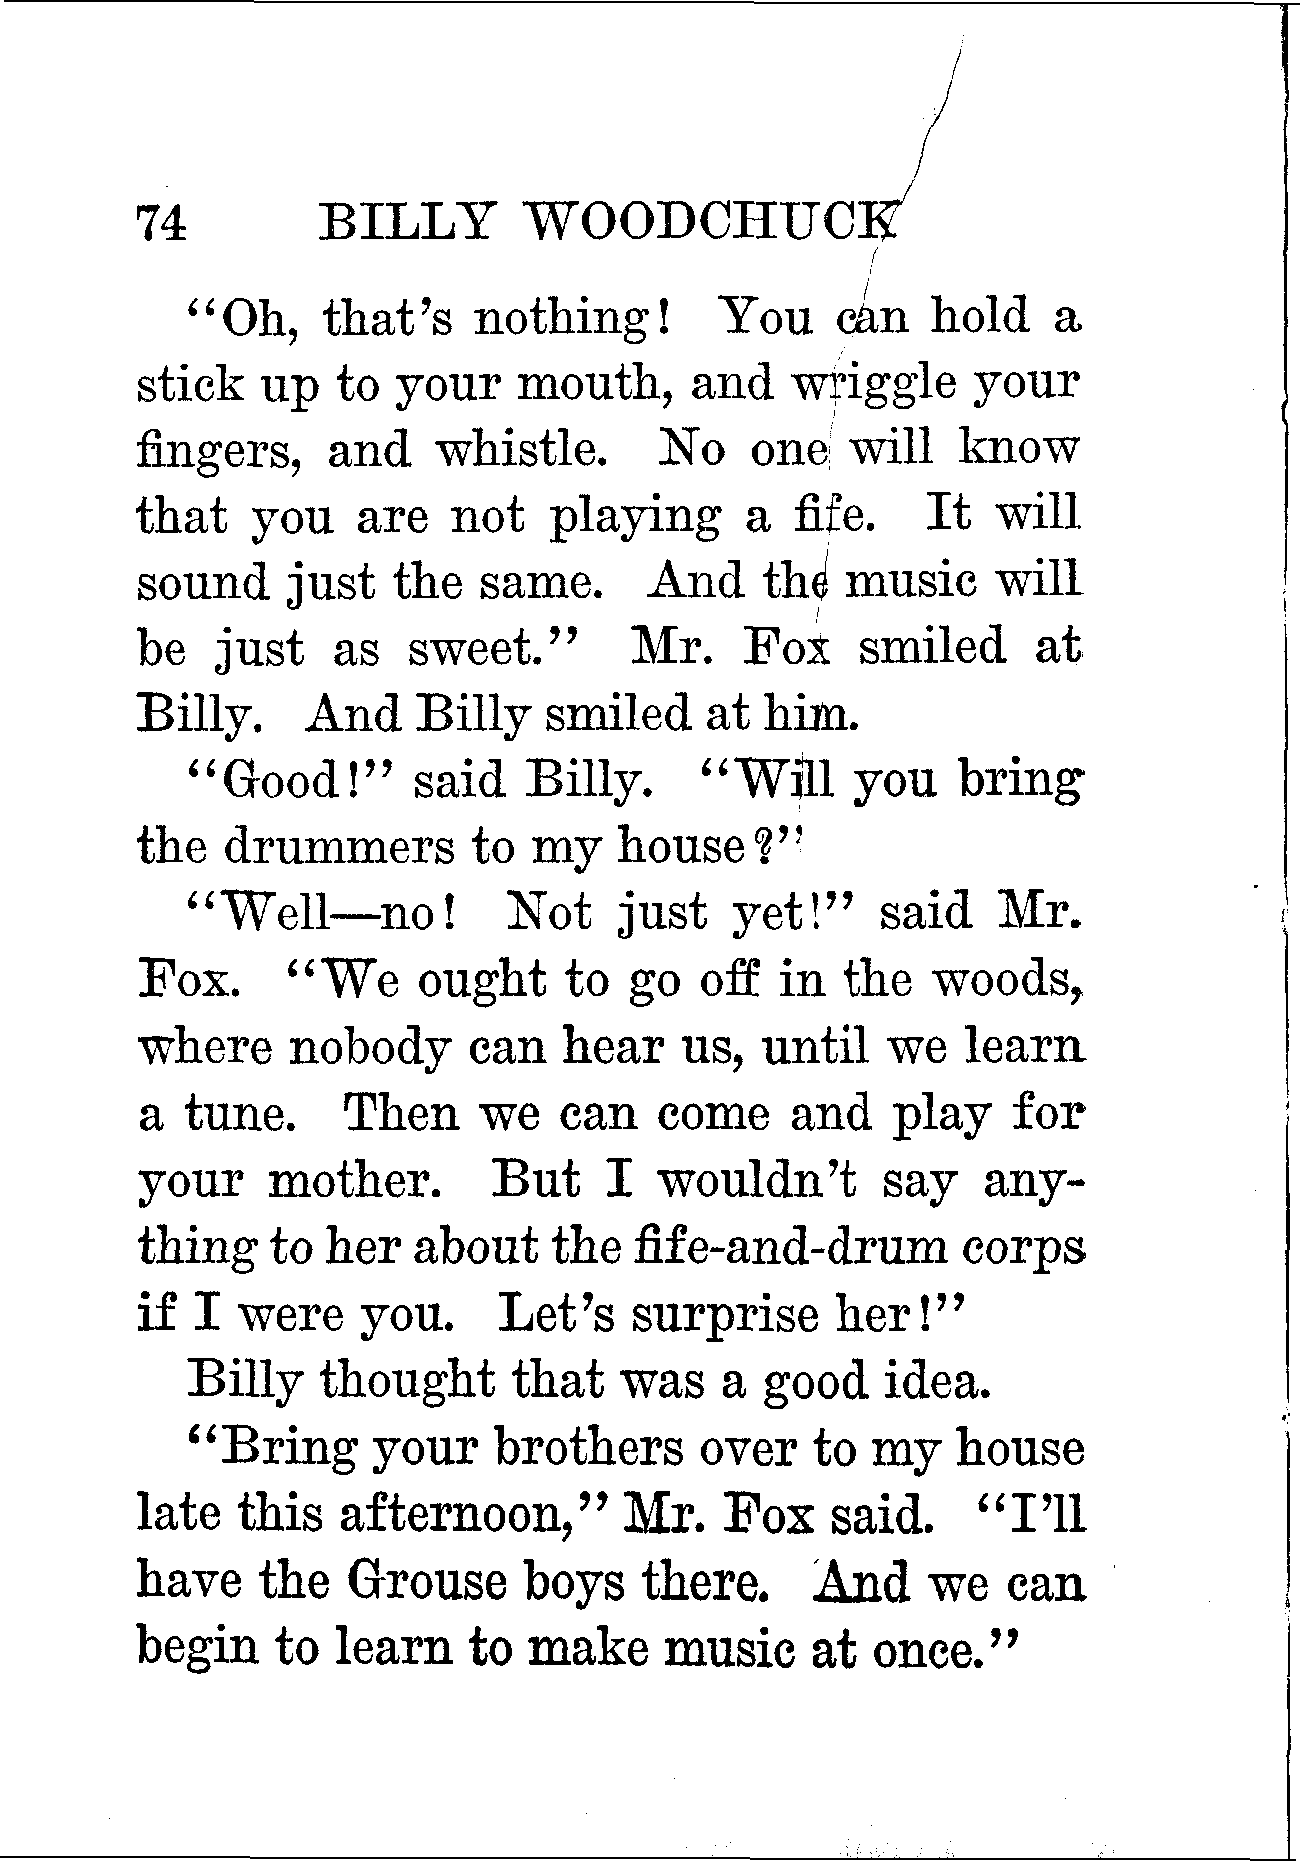 74 BILLY WOODCHUCK
“Oh, that’s nothing! You can hold a
stick up to your mouth, and wriggle your
fingers, and whistle. No one will know
that you are not playing a fife. It will
sound just the same. And the music will
be just as sweet.” Mr. Fox smiled at
Billy. And Billy smiled at him.
“Good!” said Billy. “Will you bring
the drummers to my house?”
“Well—no! Not just yet!” said Mr.
Fox. “We ought to go off in the woods,
where nobody can hear us, until we learn
a tune. Then we can come and play for
your mother. But I wouldn’t say any-
thing to her about the fife-and-drum corps
if I were you. Let’s surprise her!”
Billy thought that was a good idea.
“Bring your brothers over to my house
late this afternoon,” Mr. Fox said. “I’ll
have the Grouse boys there. And we can
begin to learn to make music at once.”